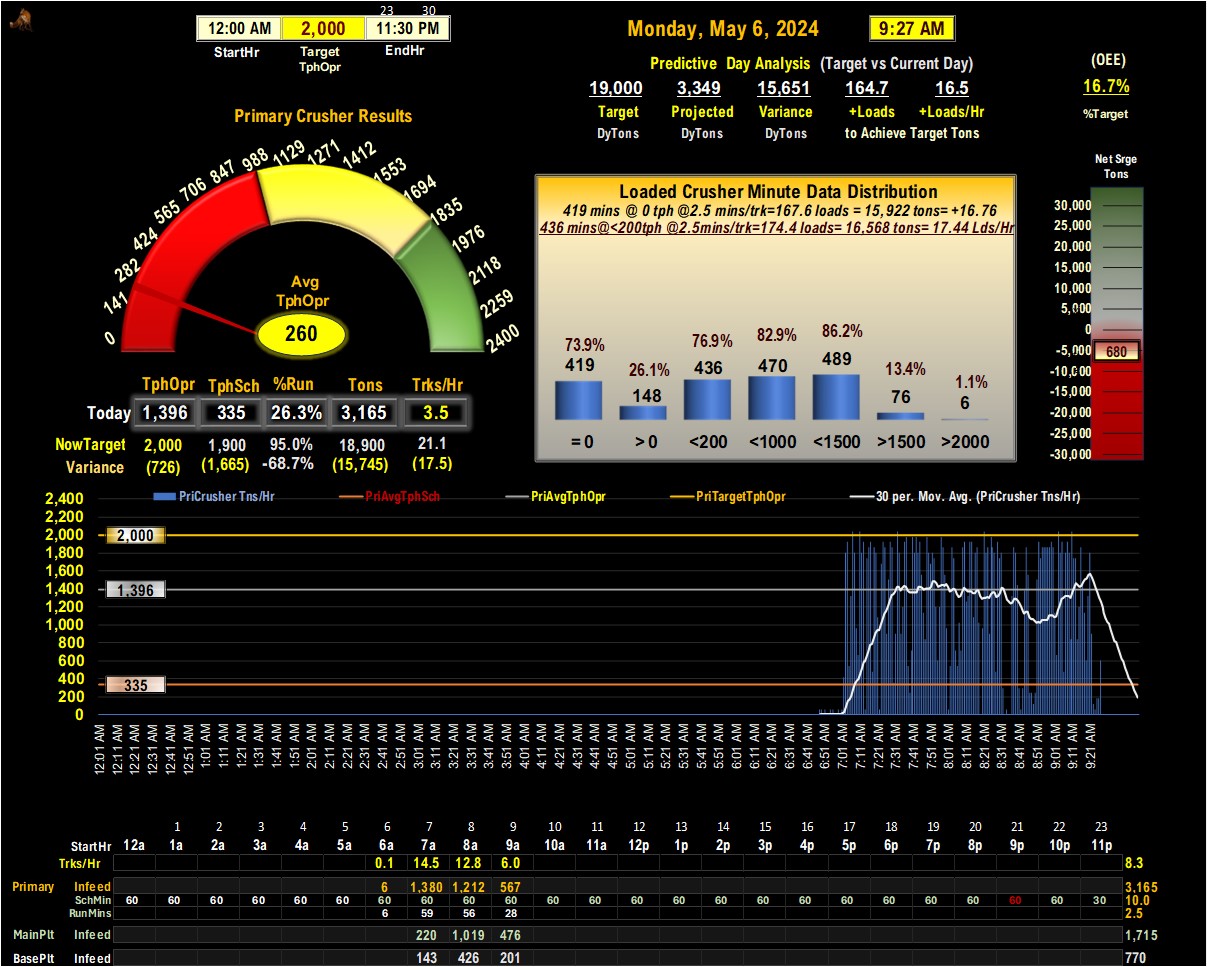 23 30
12:00 AM 2,000 11:30 PM
StartHr Target TphOpr EndHr
Monday, May 6, 2024 9:27 AM
Predictive Day Analysis (Target vs Current Day)
19,000 3,349 15,651 164.7 16.5
Target Projected Variance +Loads +Loads/Hr
DyTons DyTons DyTons to Achieve Target Tons
(OEE)
16.7%
%Target
Primary Crusher Results
0 141 282 424 565 706 847 988 1129 1271 1412 1553 1694 1835 1976 2118 2259 2400
Avg
TphOpr
260
TphOpr TphSch %Run Tons Trks/Hr
Today 1,396 335 26.3% 3,165 3.5
NowTarget 2,000 1,900 95.0% 18,900 21.1
Variance (726) (1,665) -68.7% (15,745) (17.5)
Loaded Crusher Minute Data Distribution
419 mins @ 0 tph @2.5 mins/trk=167.6 loads = 15,922 tons= +16.76
436 mins@<200tph @2.5mins/trk=174.4 loads= 16,568 tons= 17.44 Lds/Hr
73.9% 26.1% 76.9% 82.9% 86.2% 13.4% 1.1%
419 148 436 470 489 76 6
= 0 > 0 <200 <1000 <1500 >1500 >2000
Net Srge
Tons
30,000
25,000
20,000
15,000
10,000
5,000
0
-5,000
680
-10,000
-15,000
-20,000
-25,000
-30,000
PriCrusher Tns/Hr PriAvgTphSch PriAvgTphOpr PriTargetTphOpr 30 per. Mov. Avg. (PriCrusher Tns/Hr)
2,400
2,200
2,000 2,000
1,800
1,600
1,400 1,396
1,200
1,000
800
600
400 335
200
0
12:01 AM 12:11 AM 12:21 AM 12:31 AM 12:41 AM 12:51 AM 1:01 AM 1:11 AM 1:21 AM 1:31 AM 1:41 AM 1:51 AM 2:01 AM 2:11 AM 2:21 AM 2:31 AM 2:41 AM 2:51 AM 3:01 AM 3:11 AM 3:21 AM 3:31 AM 3:41 AM 3:51 AM 4:01 AM 4:11 AM 4:21 AM 4:31 AM 4:41 AM 4:51 AM 5:01 AM 5:11 AM 5:21 AM 5:31 AM 5:41 AM 5:51 AM 6:01 AM 6:11 AM 6:21 AM 6:31 AM 6:41 AM 6:51 AM 7:01 AM 7:11 AM 7:21 AM 7:31 AM 7:41 AM 7:51 AM 8:01 AM 8:11 AM 8:21 AM 8:31 AM 8:41 AM 8:51 AM 9:01 AM 9:11 AM 9:21 AM
1 2 3 4 5 6 7 8 9 10 11 12 13 14 15 16 17 18 19 20 21 22 23
StartHr 12a 1a 2a 3a 4a 5a 6a 7a 8a 9a 10a 11a 12p 1p 2p 3p 4p 5p 6p 7p 8p 9p 10p 11p
Trks/Hr 0.1 14.5 12.8 6.0 8.3
Primary Infeed 6 1,380 1,212 567 3,165
SchMin 60 60 60 60 60 60 60 60 60 60 60 60 60 60 60 60 60 60 60 60 60 60 60 30 10.0
RunMins 6 59 56 28 2.5
MainPlt Infeed 220 1,019 476 1,715
BasePlt Infeed 143 426 201 770